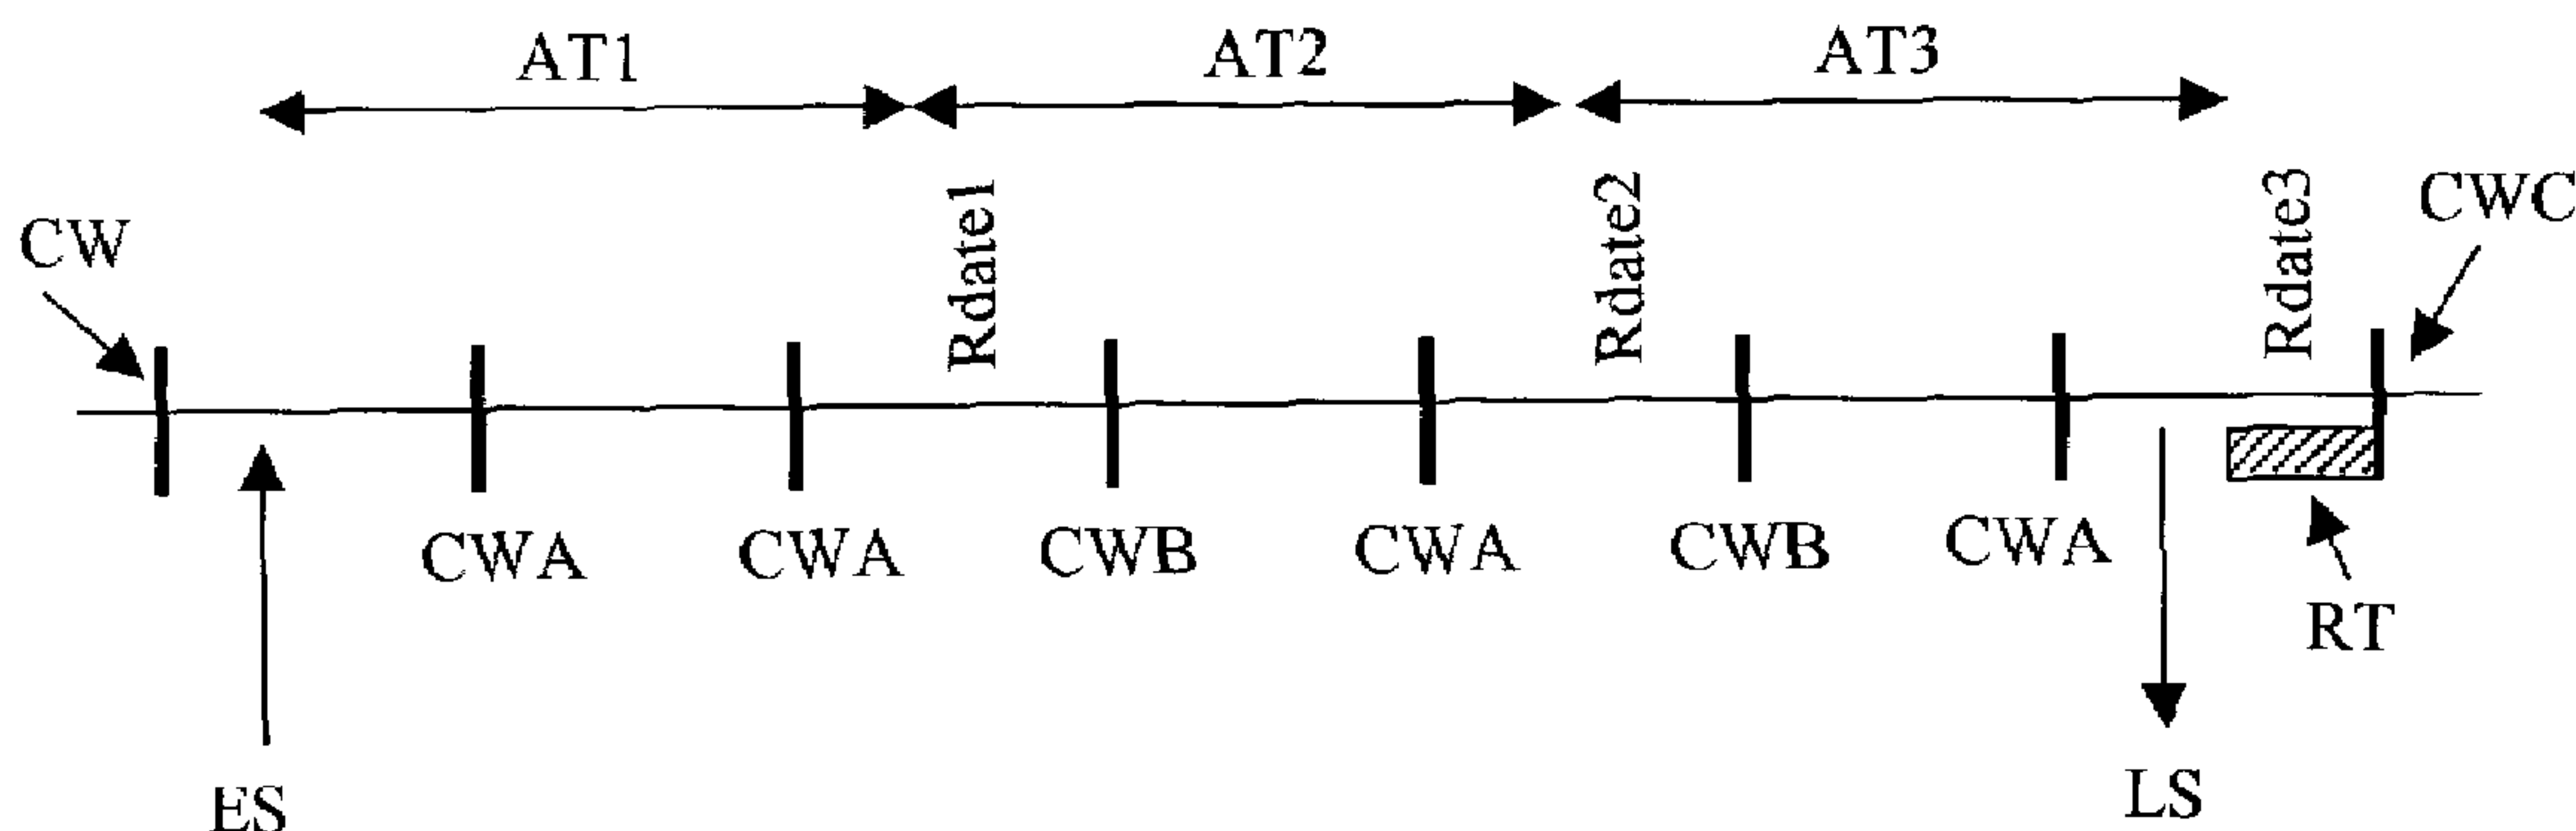 AT1 AT2 AT3
CW Rdate1 Rdate2 Rdate3 CWC
CWA CWA CWB CWA CWB CWA
RT
ES LS